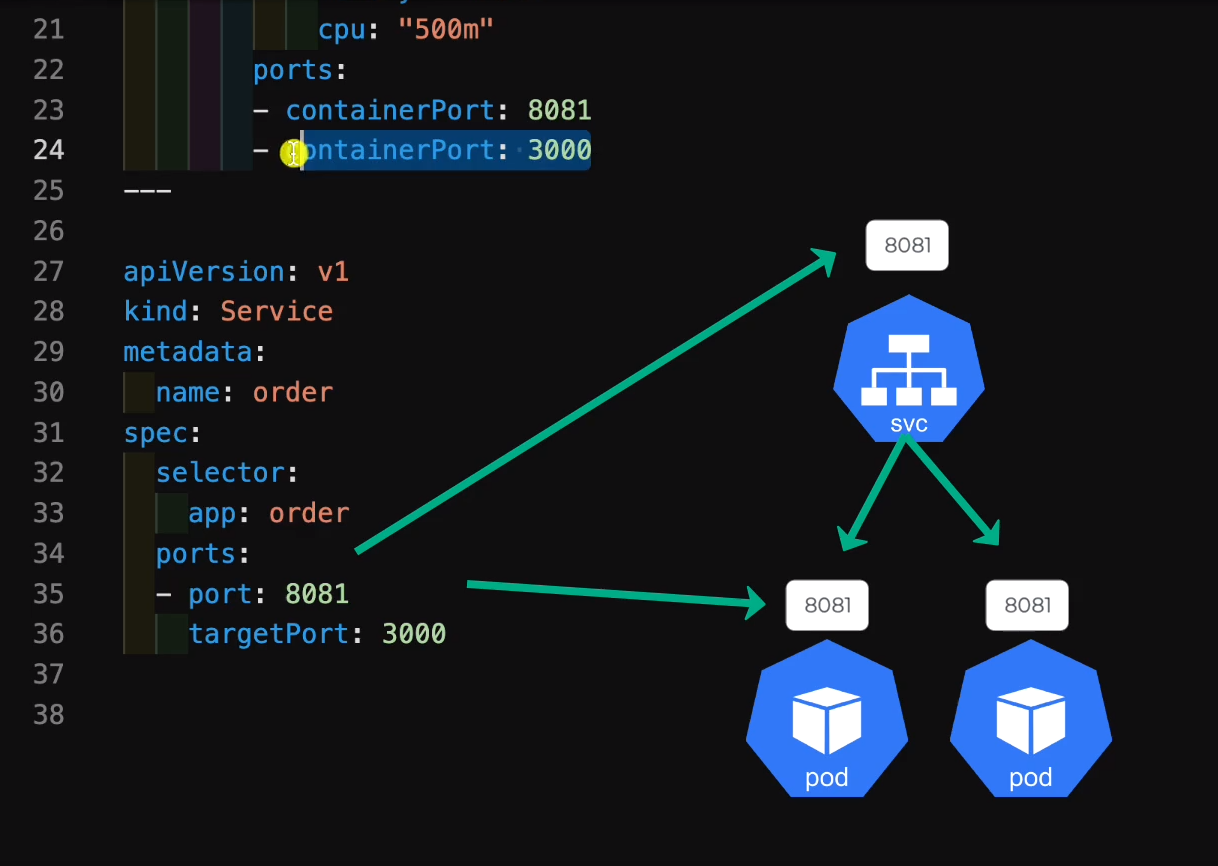 21 cpu: "500m"
22 ports:
23 - containerPort: 8081
24 - containerPort: 3000
25 ---
26
27 apiVersion: v1
28 kind: Service
29 metadata:
30 name: order
31 spec:
32 selector:
33 app: order
34 ports:
35 - port: 8081
36 targetPort: 3000
37
38
8081
svc
8081 8081
pod pod